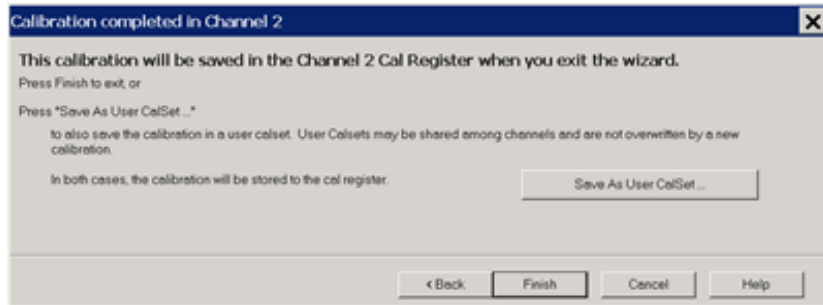 Calibration completed in Channel 2
This calibration will be saved in the Channel 2 Cal Register when you exit the wizard.
Press Finish to exit, or
Press "Save As User CalSet ..."
to also save the calibration in a user calset. User Calsets may be shared among channels and are not overwritten by a new
calibration.
In both cases, the calibration will be stored to the cal register.
Save As User CalSet ...
< Back
Finish
Cancel
Help